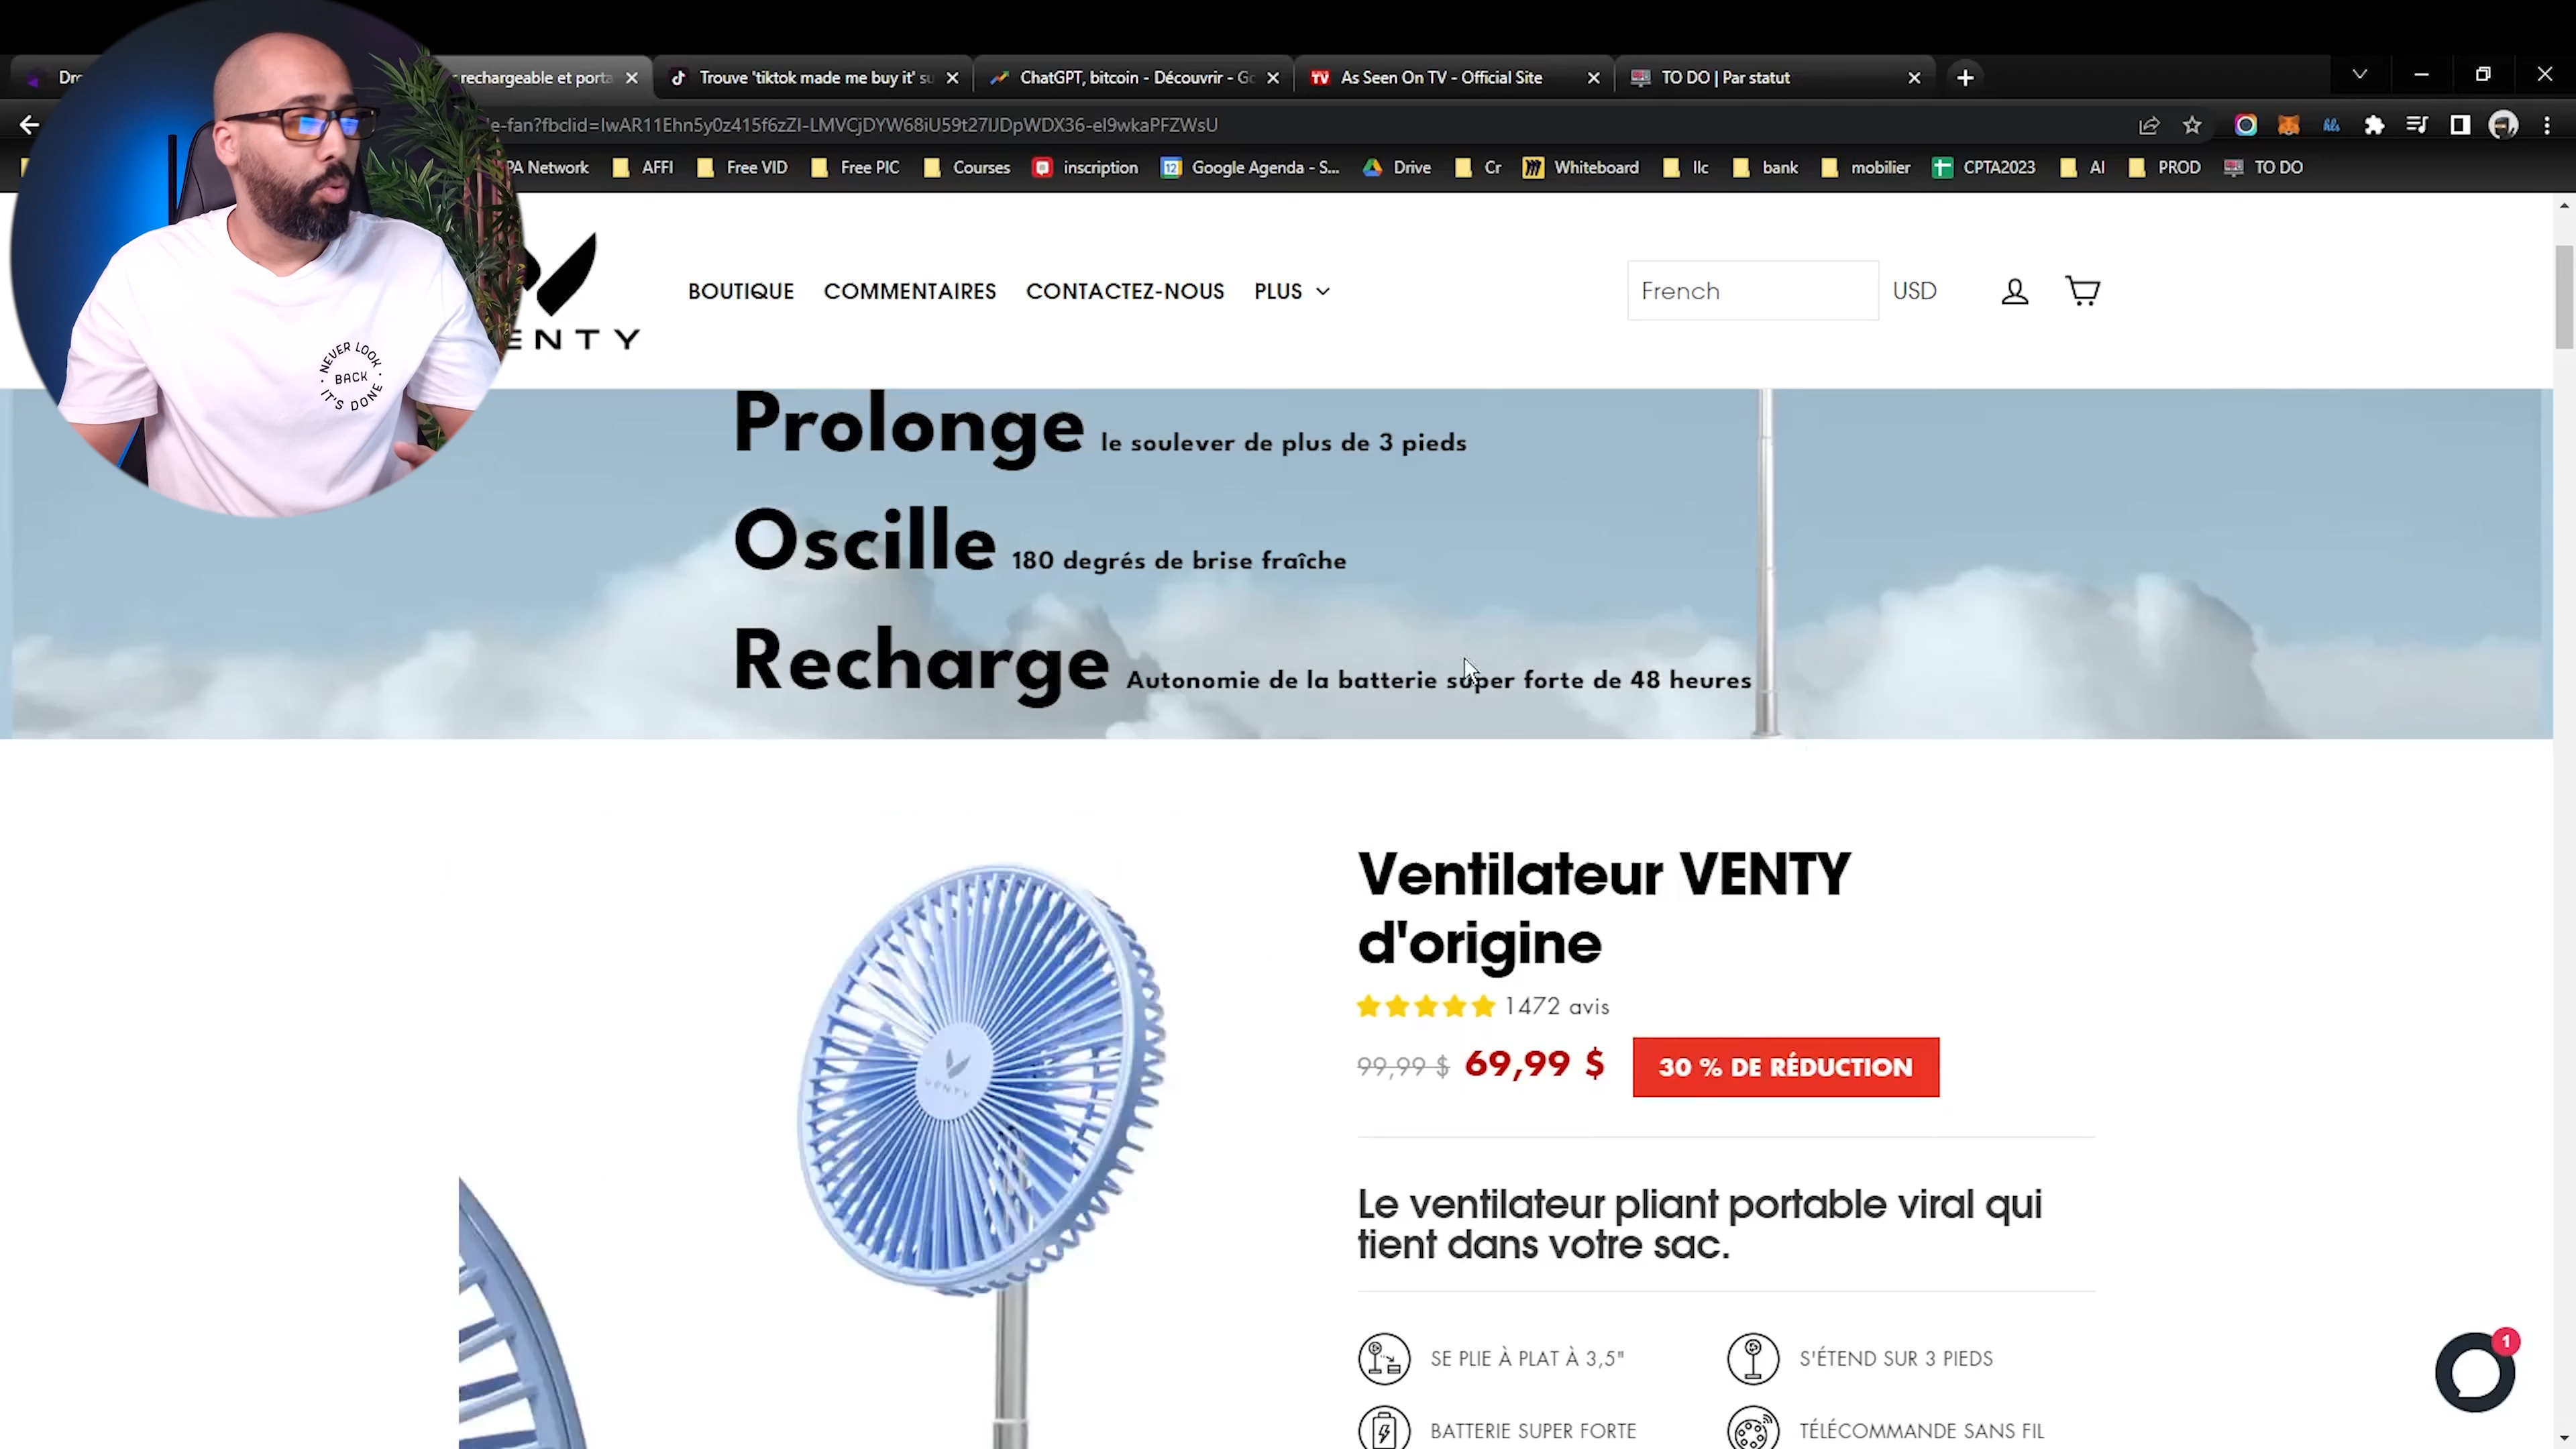 Dro
r rechargeable et porta
Trouve 'tiktok made me buy it' su
ChatGPT, bitcoin - Découvrir - Go
As Seen On TV - Official Site
TO DO | Par statut
PA Network
AFFI
Free VID
Free PIC
Courses
inscription
Google Agenda - S...
Drive
Cr
Whiteboard
llc
bank
mobilier
CPTA2023
AI
PROD
TO DO
NEVER LOOK
BACK
IT'S DONE
ENTY
BOUTIQUE
COMMENTAIRES
CONTACTEZ-NOUS
PLUS
French
USD
Prolonge le soulever de plus de 3 pieds
Oscille 180 degrés de brise fraîche
Recharge Autonomie de la batterie super forte de 48 heures
VENTY
Ventilateur VENTY
d'origine
1472 avis
99,99 $ 69,99 $ 30 % DE RÉDUCTION
Le ventilateur pliant portable viral qui
tient dans votre sac.
SE PLIE À PLAT À 3,5"
S'ÉTEND SUR 3 PIEDS
BATTERIE SUPER FORTE
TÉLÉCOMMANDE SANS FIL
1